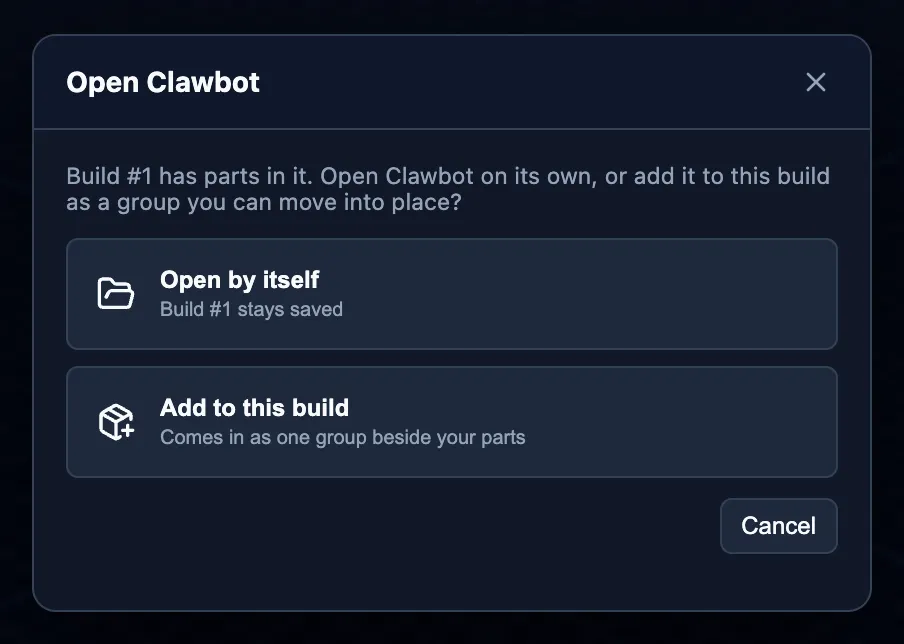 Open Clawbot
Build #1 has parts in it. Open Clawbot on its own, or add it to this build
as a group you can move into place?
Open by itself
Build #1 stays saved
Add to this build
Comes in as one group beside your parts
Cancel